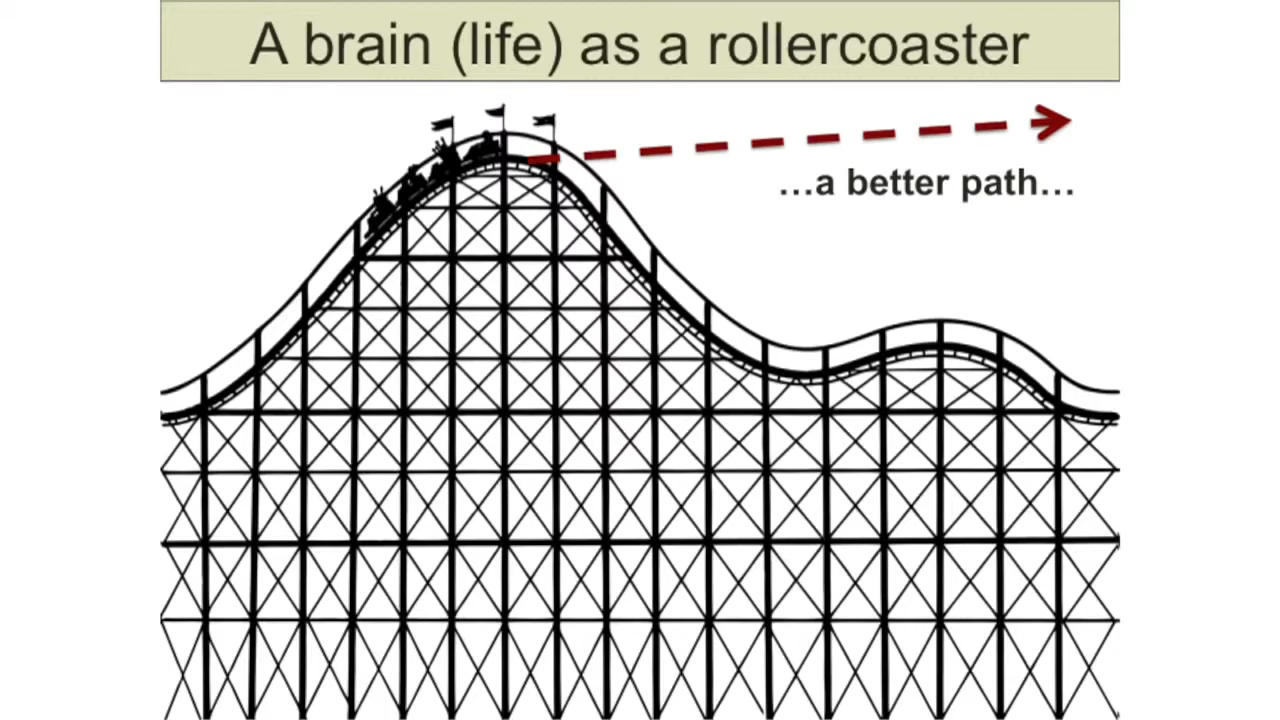 A brain (life) as a rollercoaster
…a better path…